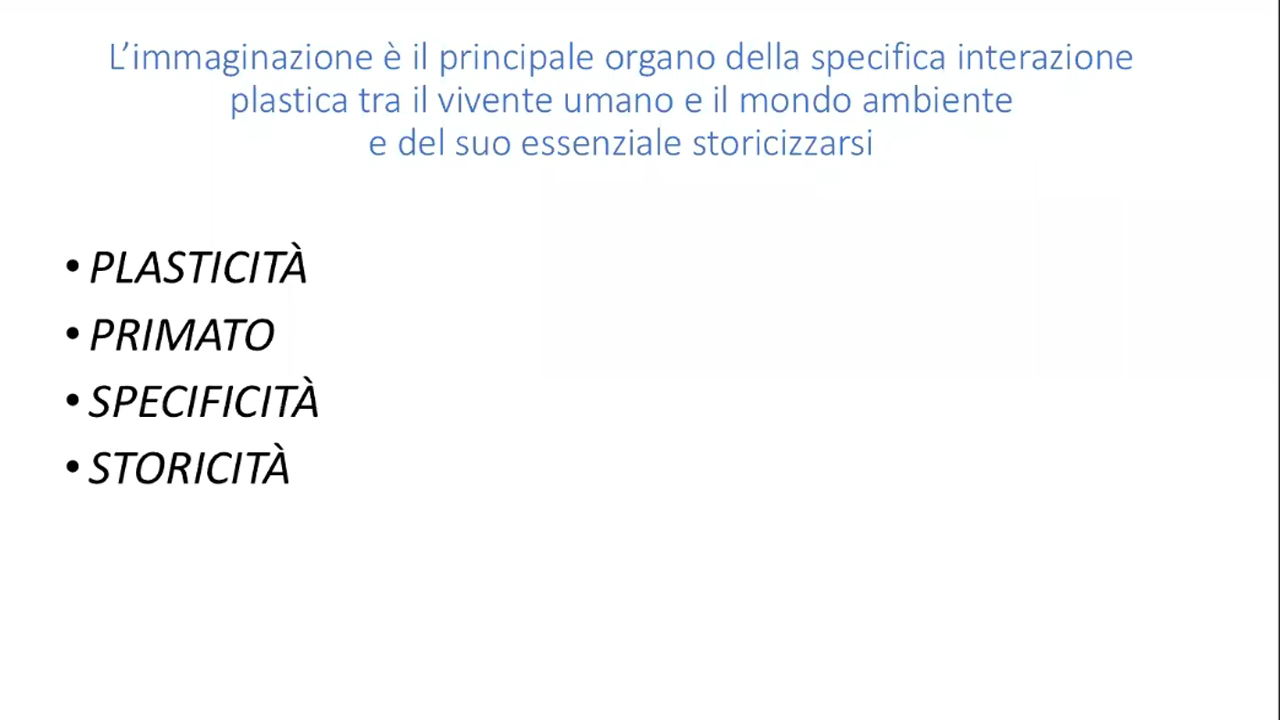 L’immaginazione è il principale organo della specifica interazione
plastica tra il vivente umano e il mondo ambiente
e del suo essenziale storicizzarsi
• PLASTICITÀ
• PRIMATO
• SPECIFICITÀ
• STORICITÀ